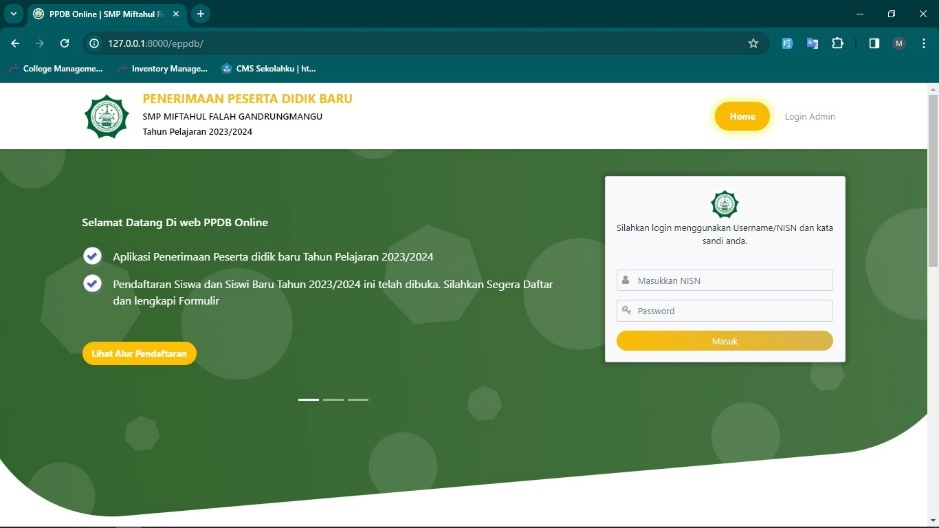 PPDB Online | SMP Miftahul F
127.0.0.1:8000/eppdb/
M
College Manageme...
Inventory Manage...
CMS Sekolahku | ht...
PENERIMAAN PESERTA DIDIK BARU
SMP MIFTAHUL FALAH GANDRUNGMANGU
Tahun Pelajaran 2023/2024
Home
Login Admin
Selamat Datang Di web PPDB Online
Aplikasi Penerimaan Peserta didik baru Tahun Pelajaran 2023/2024
Pendaftaran Siswa dan Siswi Baru Tahun 2023/2024 ini telah dibuka. Silahkan Segera Daftar
dan lengkapi Formulir
Lihat Alur Pendaftaran
Silahkan login menggunakan Username/NISN dan kata
sandi anda.
Masukkan NISN
Password
Masuk